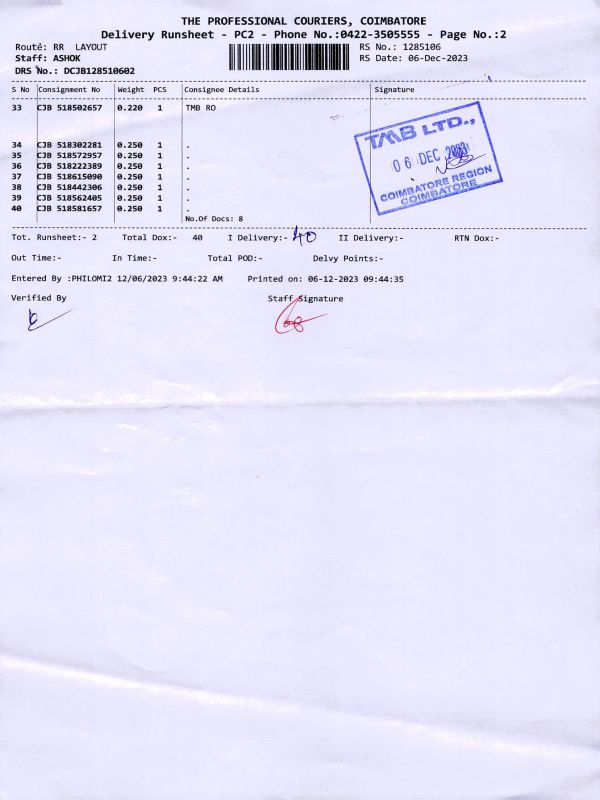 THE PROFESSIONAL COURIERS, COIMBATORE
Delivery Runsheet - PC2 - Phone No.:0422-3505555 - Page No.:2
Route: RR LAYOUT
RS No.: 1285106
Staff: ASHOK
RS Date: 06-Dec-2023
DRS No.: DCJB128510602
S No Consignment No Weight PCS Consignee Details Signature
33 CJB 518502657 0.220 1 TMB RO
TMB LTD.,
06 DEC 2023
COIMBATORE REGION
COIMBATORE
34 CJB 518302281 0.250 1 .
35 CJB 518572957 0.250 1 .
36 CJB 518222389 0.250 1 .
37 CJB 518615090 0.250 1 .
38 CJB 518442306 0.250 1 .
39 CJB 518562405 0.250 1 .
40 CJB 518581657 0.250 1 .
No.Of Docs: 8
Tot. Runsheet:- 2 Total Dox:- 40 I Delivery:- 40 II Delivery:- RTN Dox:-
Out Time:- In Time:- Total POD:- Delvy Points:-
Entered By :PHILOMI2 12/06/2023 9:44:22 AM Printed on: 06-12-2023 09:44:35
Verified By Staff Signature